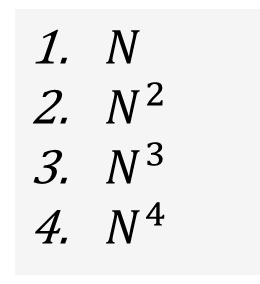 1. N
2. N²
3. N³
4. N⁴